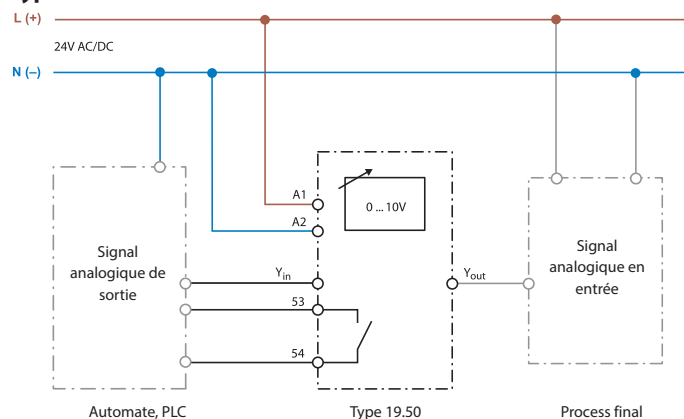 L (+)
24V AC/DC
N (–)
A1
0 ... 10V
A2
Signal
analogique de
sortie
Signal
analogique en
entrée
Yin
Yout
53
54
Automate, PLC
Type 19.50
Process final